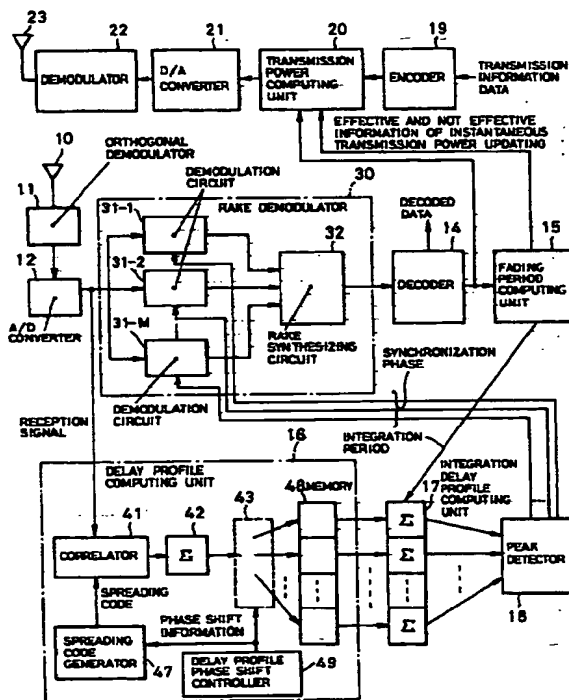 23
22
21
20
19
DEMODULATOR
D/A
CONVERTER
TRANSMISSION
POWER
COMPUTING
UNIT
ENCODER
TRANSMISSION
INFORMATION
DATA
EFFECTIVE AND NOT EFFECTIVE
INFORMATION OF INSTANTANEOUS
TRANSMISSION POWER UPDATING
10
ORTHOGONAL
DEMODULATOR
11
12
A/D
CONVERTER
DEMODULATION
CIRCUIT
30
RAKE DEMODULATOR
31-1
31-2
31-M
32
RAKE
SYNTHESIZING
CIRCUIT
DEMODULATION
CIRCUIT
DECODED
DATA
14
DECODER
15
FADING
PERIOD
COMPUTING
UNIT
SYNCHRONIZATION
PHASE
INTEGRATION
PERIOD
RECEPTION
SIGNAL
16
DELAY PROFILE
COMPUTING UNIT
41
CORRELATOR
42
Σ
43
48
MEMORY
17
INTEGRATION DELAY
PROFILE COMPUTING
UNIT
Σ
Σ
Σ
PEAK
DETECTOR
18
SPREADING
CODE
PHASE SHIFT
INFORMATION
SPREADING
CODE
GENERATOR
47
DELAY PROFILE
PHASE SHIFT
CONTROLLER
49